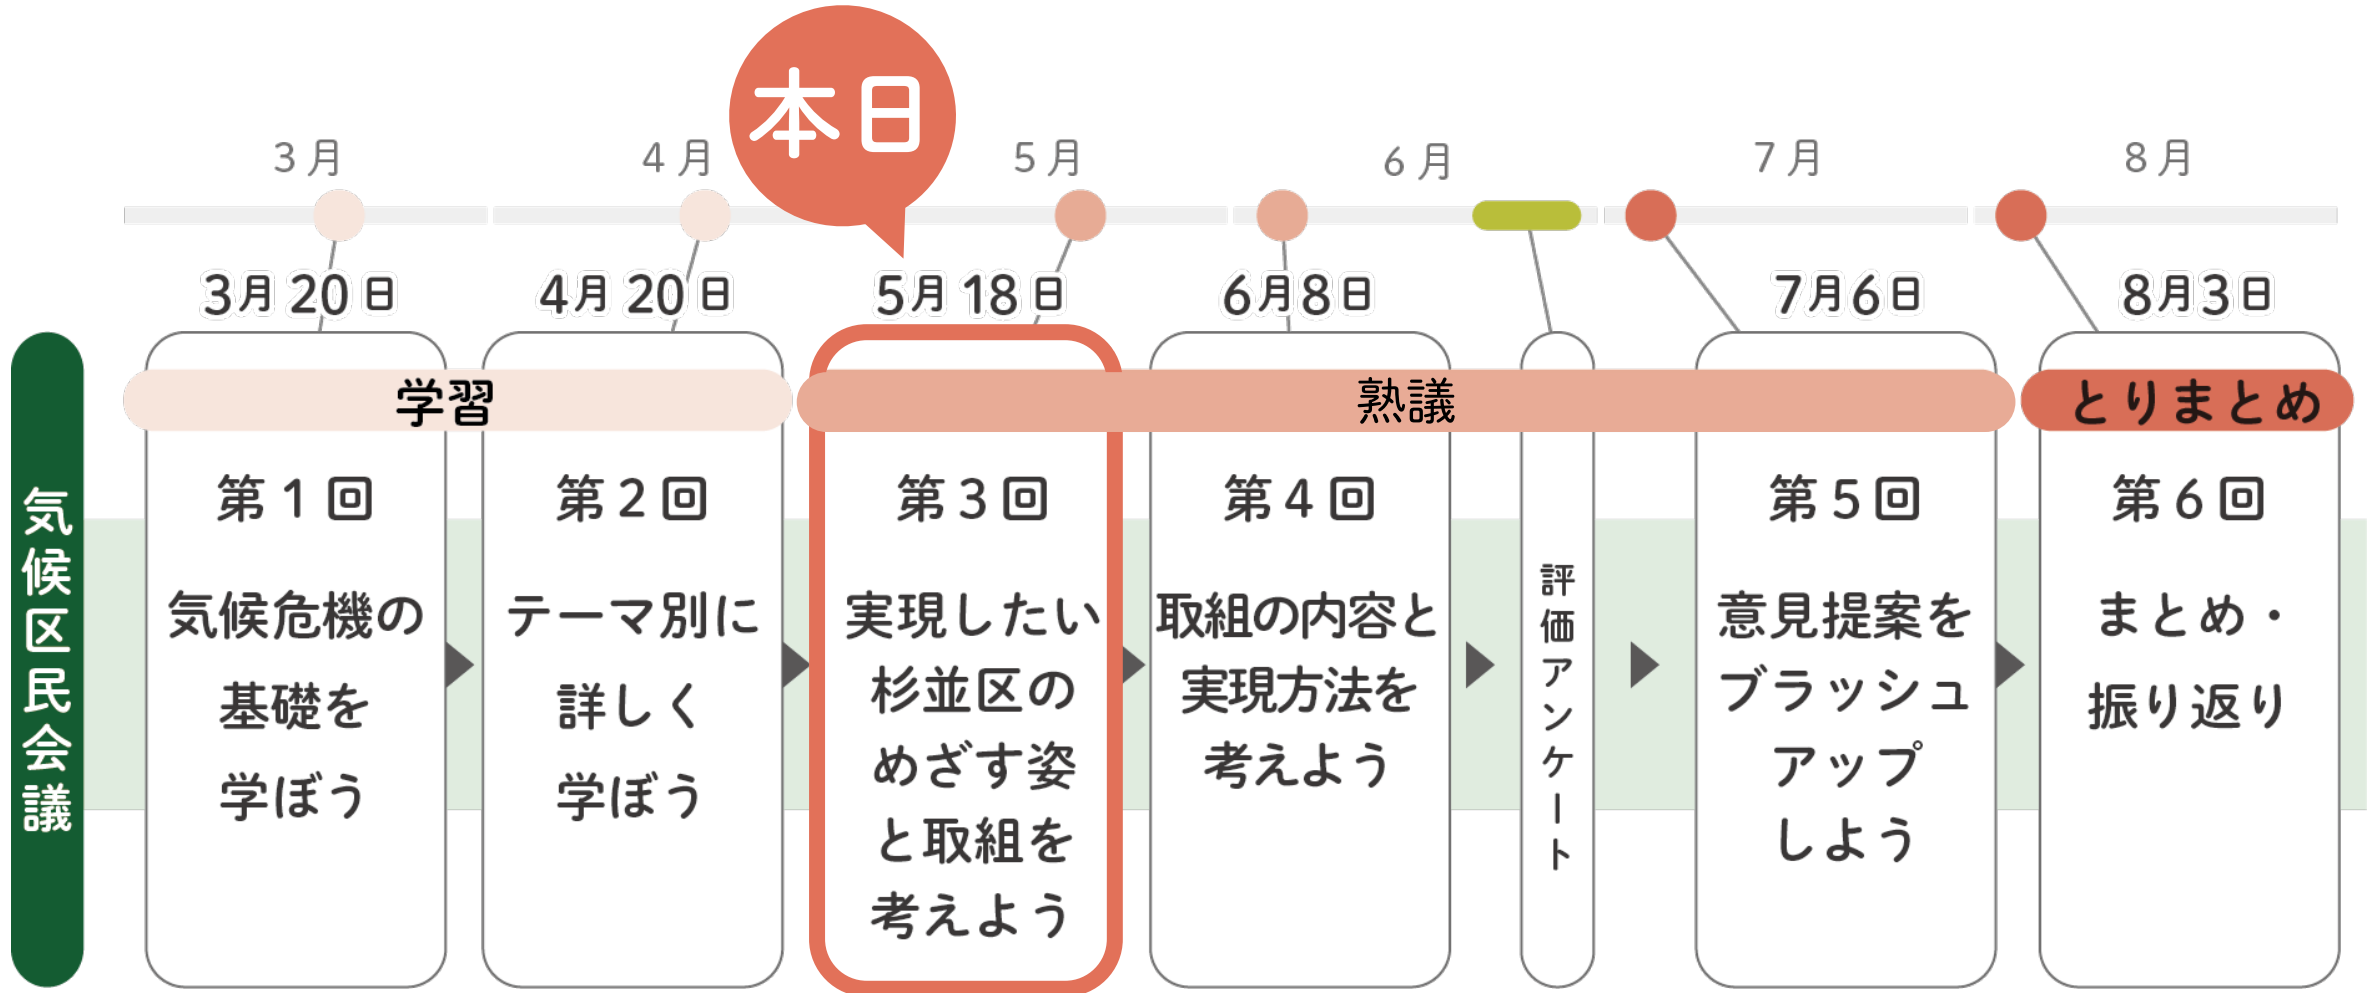 本日
3月
4月
5月
6月
7月
8月
3月20日
4月20日
5月18日
6月8日
7月6日
8月3日
気候区民会議
学習
熟議
とりまとめ
第1回
気候危機の
基礎を
学ぼう
第2回
テーマ別に
詳しく
学ぼう
第3回
実現したい
杉並区の
めざす姿
と取組を
考えよう
第4回
取組の内容と
実現方法を
考えよう
評価アンケート
第5回
意見提案を
ブラッシュ
アップ
しよう
第6回
まとめ・
振り返り